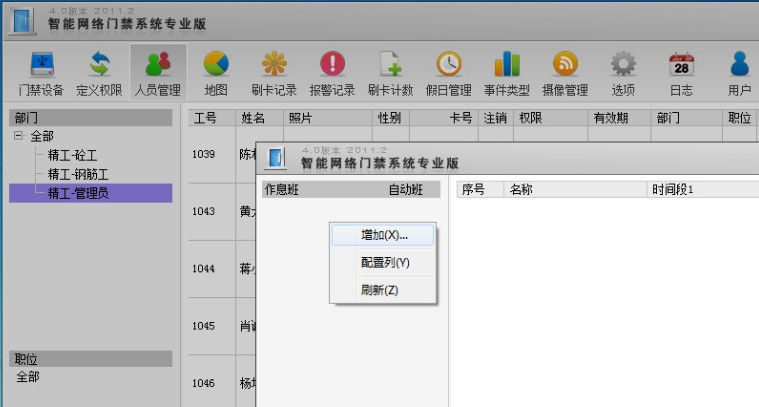 4.0版本 2011.2
智能网络门禁系统专业版
门禁设备 定义权限 人员管理 地图 刷卡记录 报警记录 刷卡计数 假日管理 事件类型 摄像管理 选项 日志 用户
28
部门
全部
精工-砼工
精工-钢筋工
精工-管理员
职位
全部
工号 姓名 照片 性别 卡号 注销 权限 有效期 部门 职位
1039 陈
1043 黄
1044 蒋
1045 肖
1046 杨
4.0版本 2011.2
智能网络门禁系统专业版
作息班 自动班
序号 名称 时间段1
增加(X)...
配置列(Y)
刷新(Z)